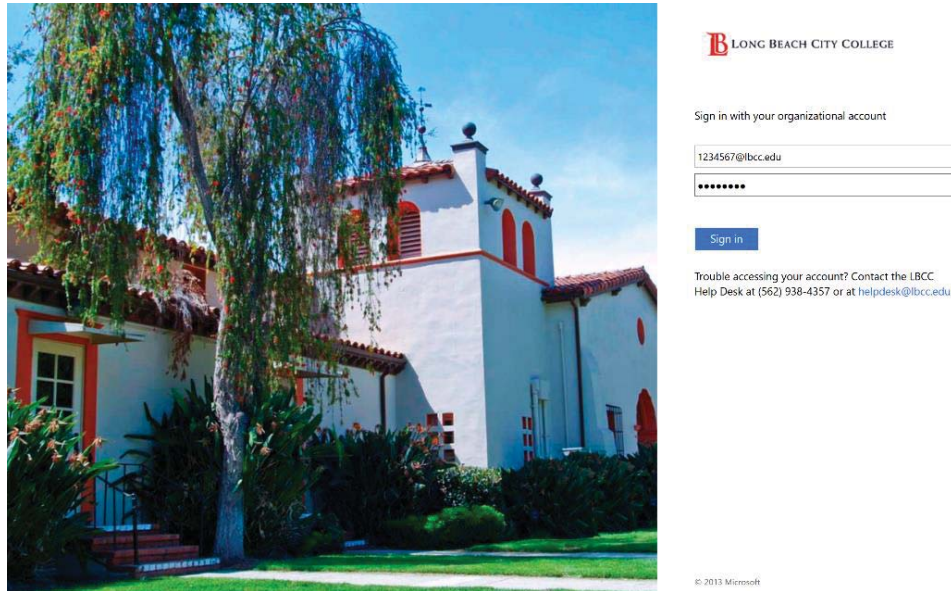 LB LONG BEACH CITY COLLEGE
Sign in with your organizational account
1234567@lbcc.edu
••••••••
Sign in
Trouble accessing your account? Contact the LBCC
Help Desk at (562) 938-4357 or at helpdesk@lbcc.edu
© 2013 Microsoft